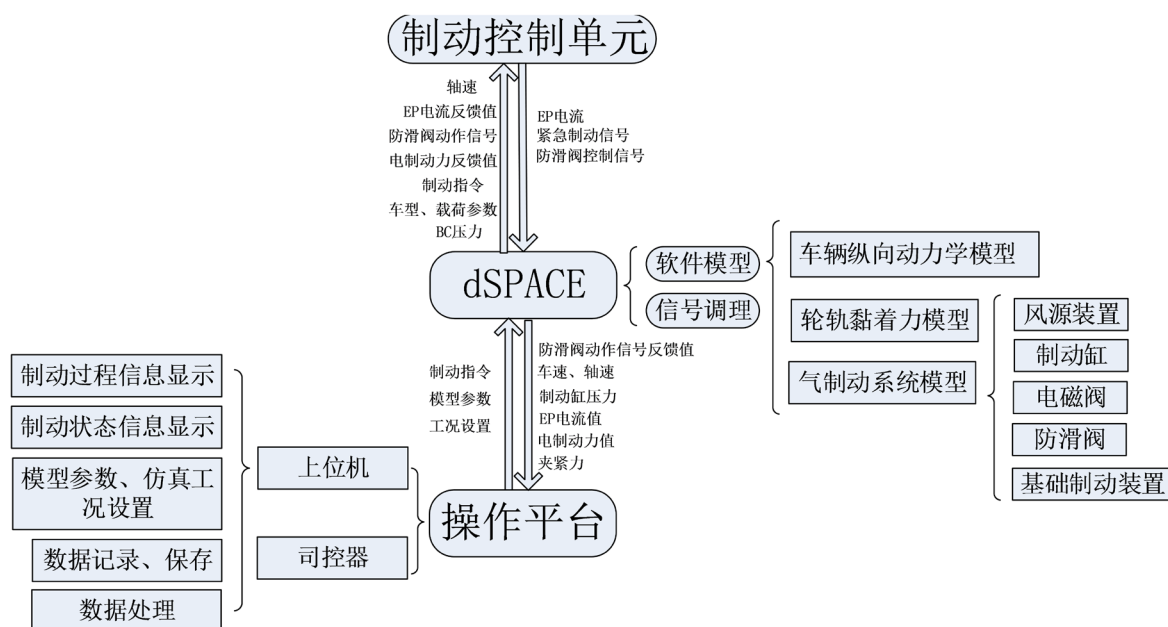 制动控制单元
轴速
EP电流反馈值
防滑阀动作信号
电制动力反馈值
制动指令
车型、载荷参数
BC压力
EP电流
紧急制动信号
防滑阀控制信号
dSPACE
软件模型
信号调理
车辆纵向动力学模型
轮轨黏着力模型
气制动系统模型
风源装置
制动缸
电磁阀
防滑阀
基础制动装置
制动指令
模型参数
工况设置
防滑阀动作信号反馈值
车速、轴速
制动缸压力
EP电流值
电制动力值
夹紧力
操作平台
上位机
司控器
制动过程信息显示
制动状态信息显示
模型参数、仿真工
况设置
数据记录、保存
数据处理